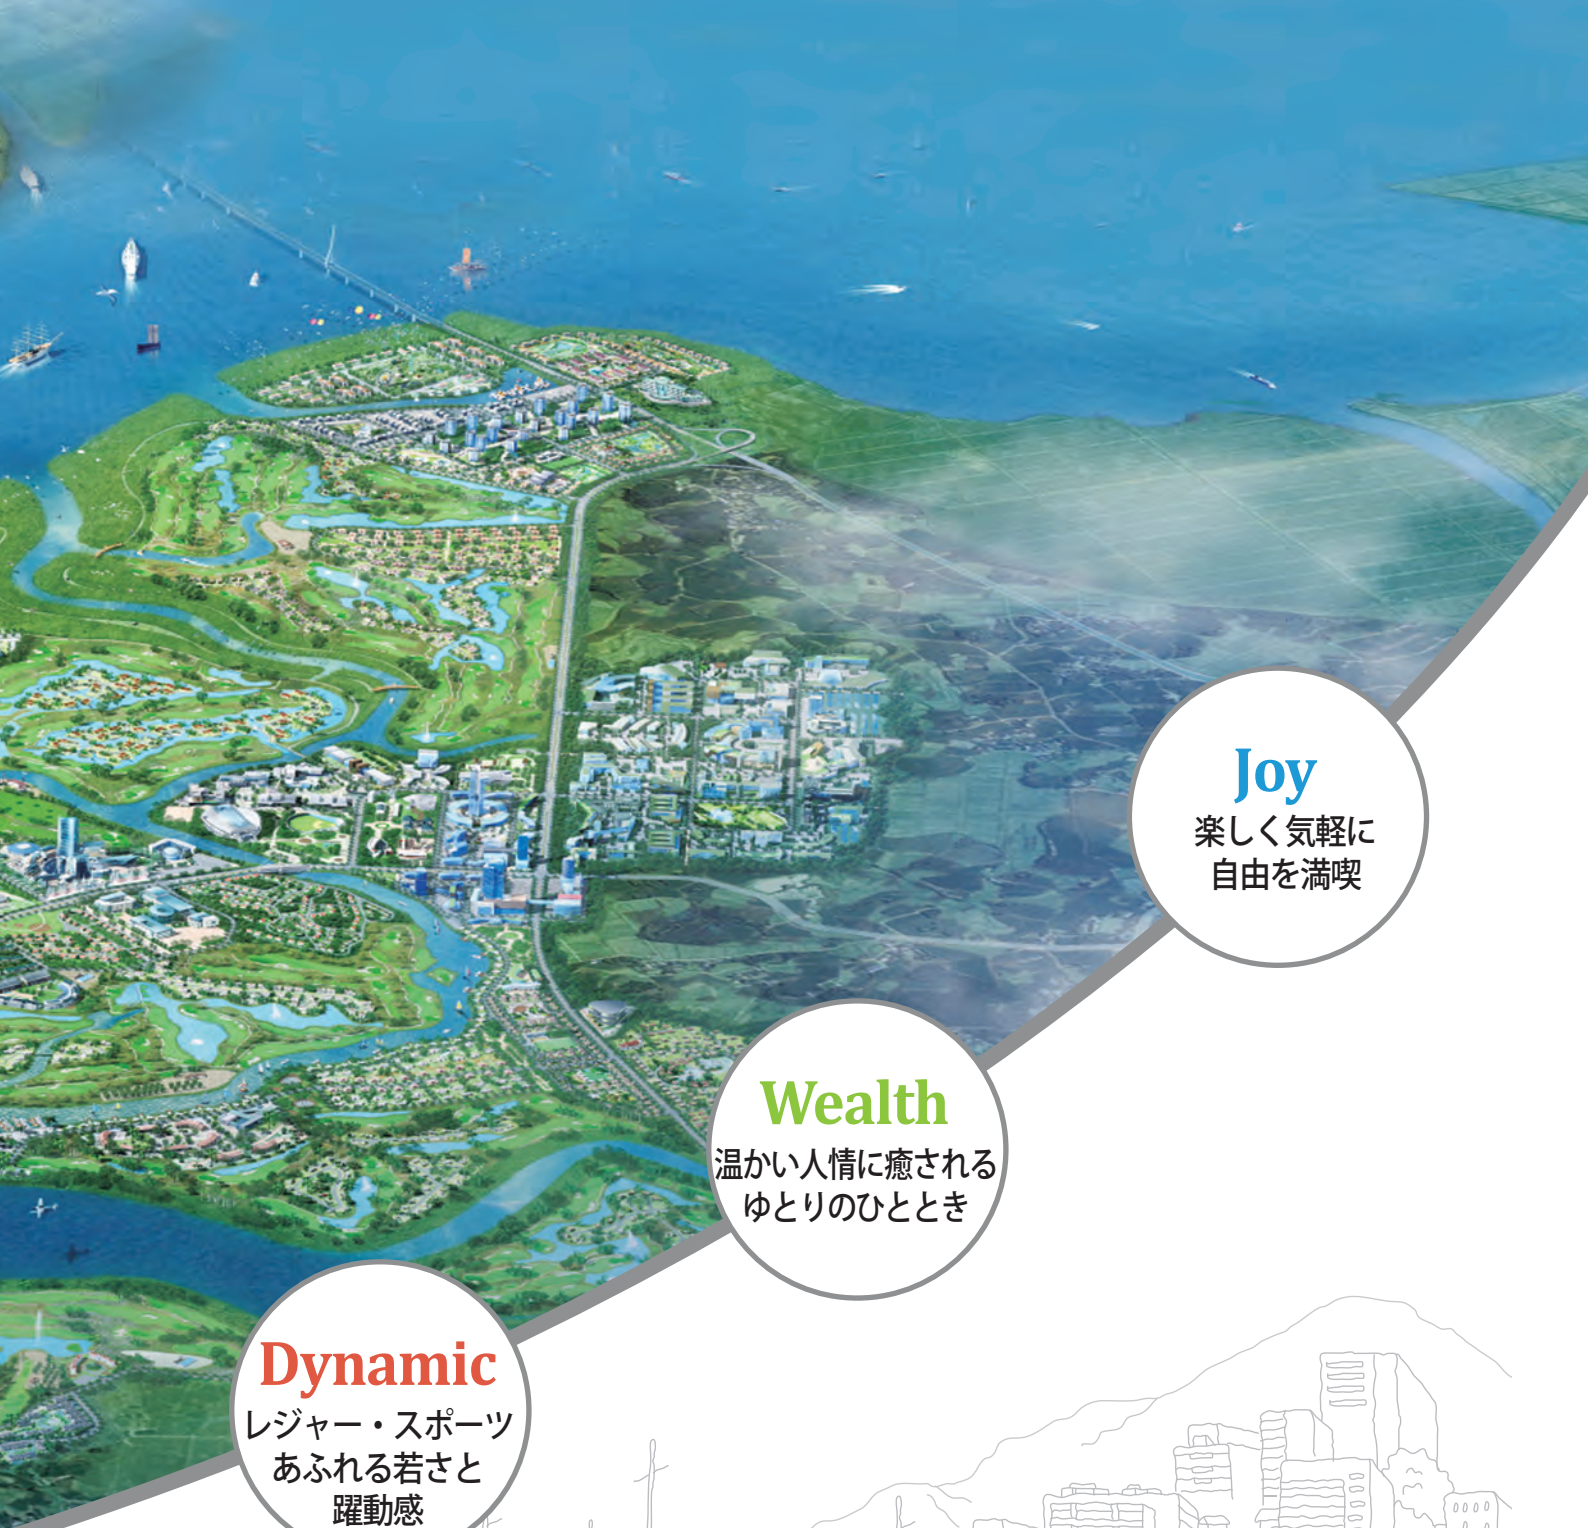 Joy
楽しく気軽に
自由を満喫
Wealth
温かい人情に癒される
ゆとりのひととき
Dynamic
レジャー・スポーツ
あふれる若さと
躍動感